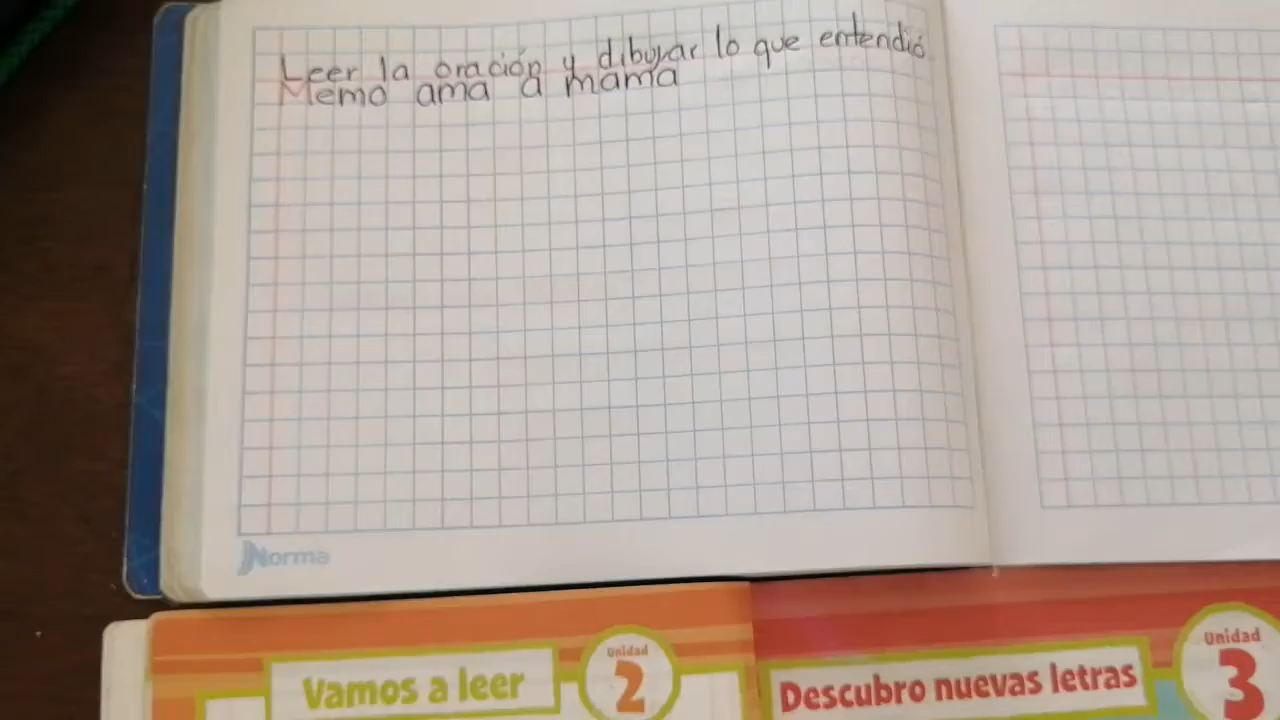 Leer la oración y dibujar lo que entendió
Memo ama a mama
Norma
Vamos a leer
Unidad
2
Descubro nuevas letras
Unidad
3